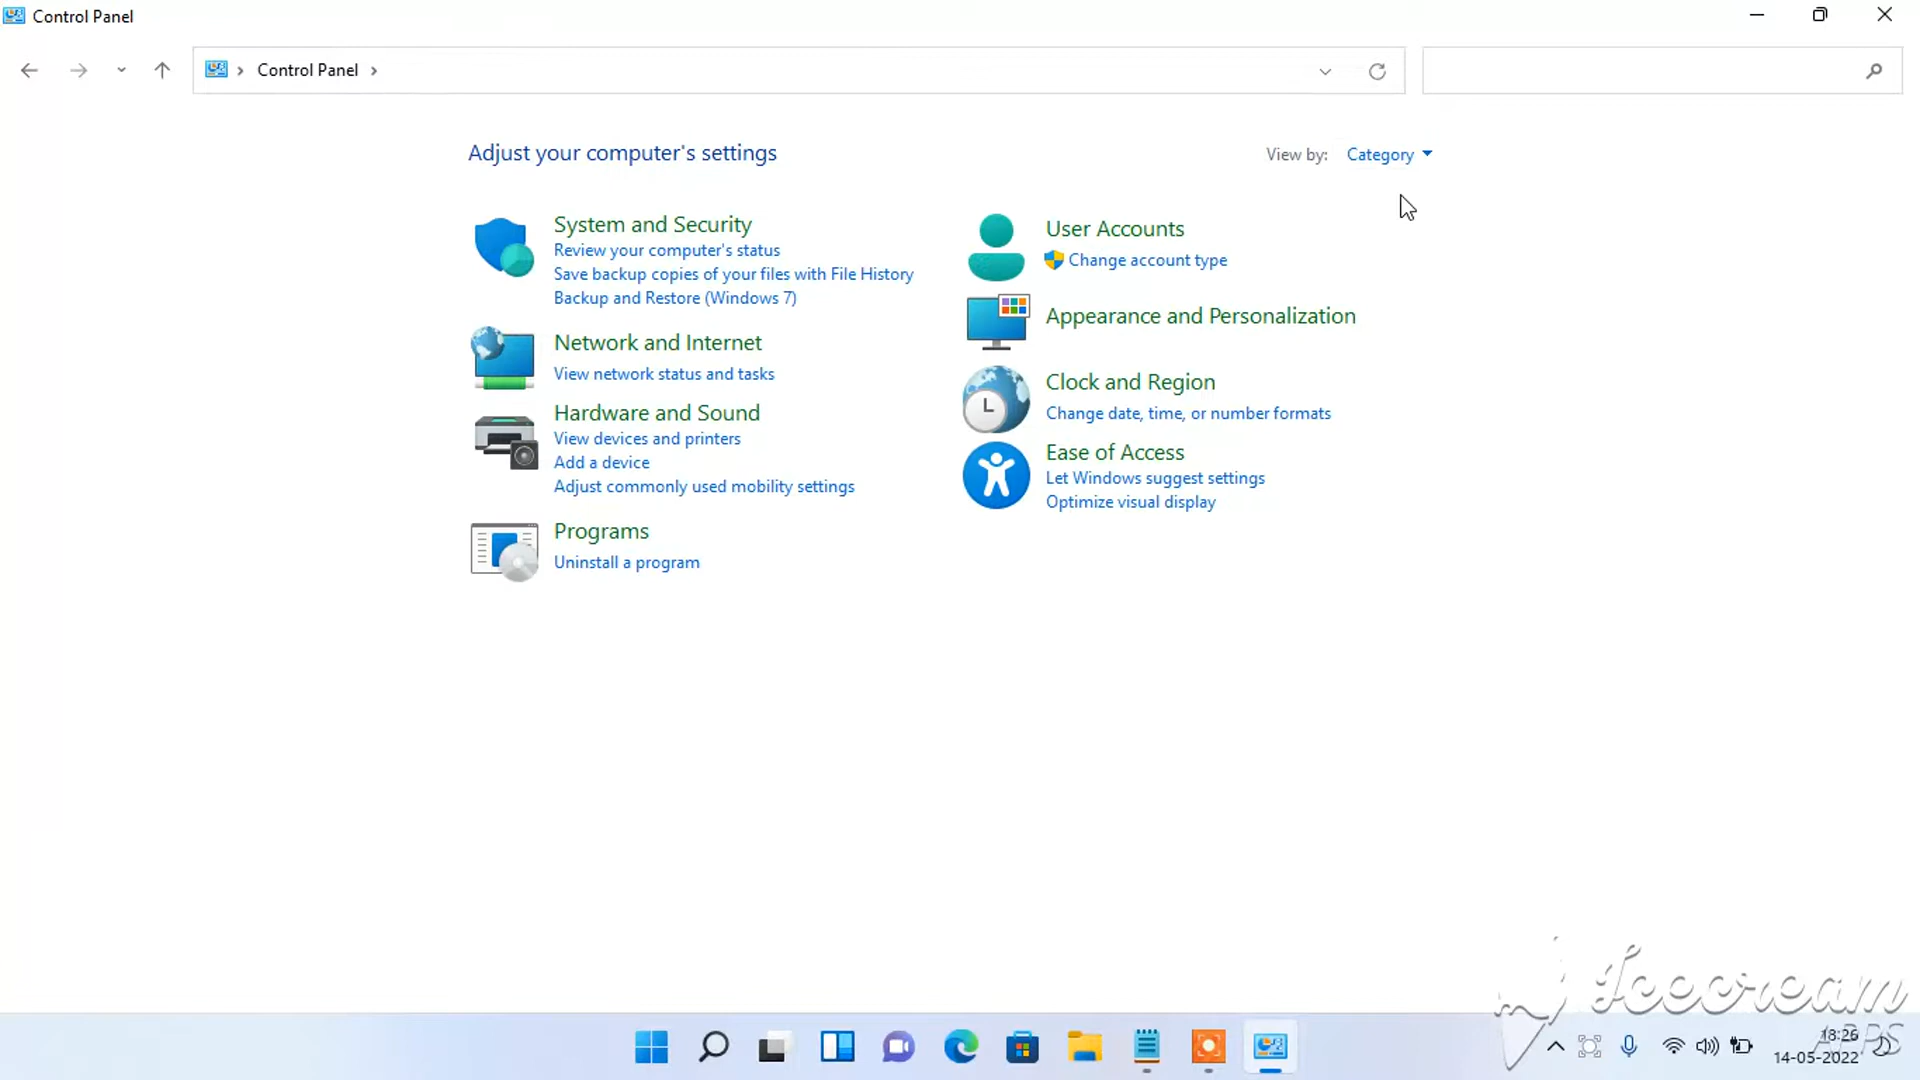 Control Panel
Control Panel
Adjust your computer's settings
View by: Category
System and Security
Review your computer's status
Save backup copies of your files with File History
Backup and Restore (Windows 7)
Network and Internet
View network status and tasks
Hardware and Sound
View devices and printers
Add a device
Adjust commonly used mobility settings
Programs
Uninstall a program
User Accounts
Change account type
Appearance and Personalization
Clock and Region
Change date, time, or number formats
Ease of Access
Let Windows suggest settings
Optimize visual display
Icecream
APPS
18:26
14-05-2022